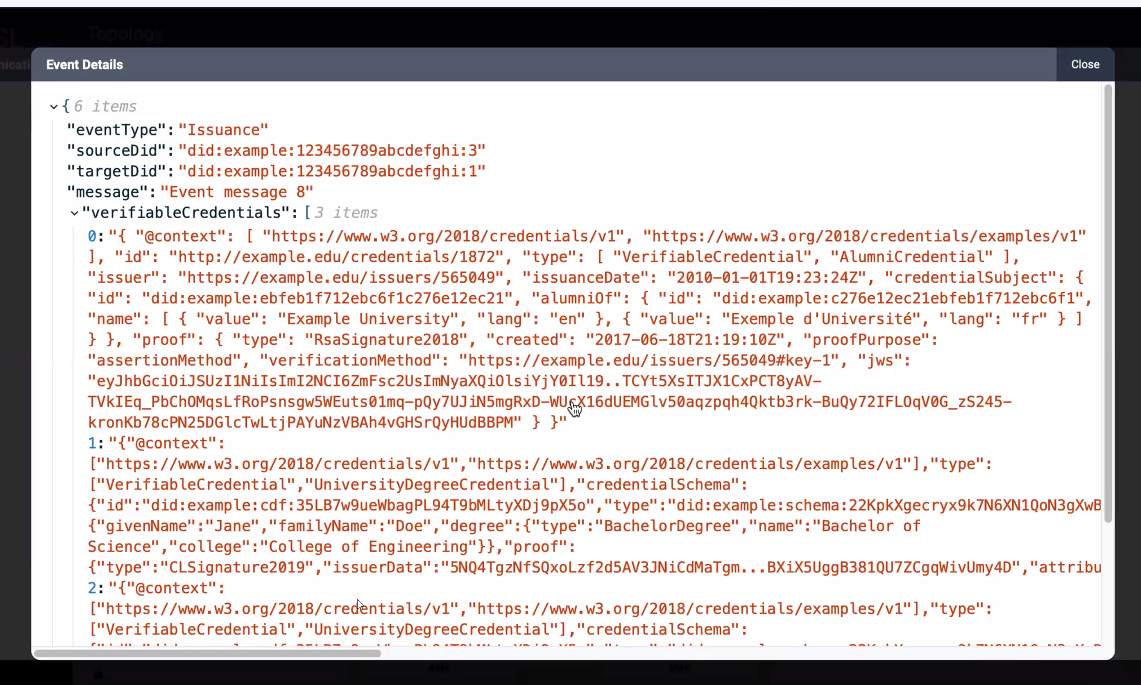 Topology
Event Details
Close
{ 6 items
"eventType": "Issuance"
"sourceDid": "did:example:123456789abcdefghi:3"
"targetDid": "did:example:123456789abcdefghi:1"
"message": "Event message 8"
"verifiableCredentials": [ 3 items
0: "{ "@context": [ "https://www.w3.org/2018/credentials/v1", "https://www.w3.org/2018/credentials/examples/v1"
], "id": "http://example.edu/credentials/1872", "type": [ "VerifiableCredential", "AlumniCredential" ],
"issuer": "https://example.edu/issuers/565049", "issuanceDate": "2010-01-01T19:23:24Z", "credentialSubject": {
"id": "did:example:ebfeb1f712ebc6f1c276e12ec21", "alumniOf": { "id": "did:example:c276e12ec21ebfeb1f712ebc6f1",
"name": [ { "value": "Example University", "lang": "en" }, { "value": "Exemple d'Université", "lang": "fr" } ]
} }, "proof": { "type": "RsaSignature2018", "created": "2017-06-18T21:19:10Z", "proofPurpose":
"assertionMethod", "verificationMethod": "https://example.edu/issuers/565049#key-1", "jws":
"eyJhbGciOiJSUzI1NiIsImI2NCI6ZmFsc2UsImNyaXQiOlsiYjY0Il19..TCYt5XsITJX1CxPCT8yAV-
TVkIEq_PbChOMqsLfRoPsnsgw5WEuts01mq-pQy7UJiN5mgRxD-WUcX16dUEMGlv50aqzpqh4Qktb3rk-BuQy72IFLOqV0G_zS245-
kronKb78cPN25DGlcTwLtjPAYuNzVBAh4vGHSrQyHUdBBPM" } }"
1: "{"@context":
["https://www.w3.org/2018/credentials/v1","https://www.w3.org/2018/credentials/examples/v1"],"type":
["VerifiableCredential","UniversityDegreeCredential"],"credentialSchema":
{"id":"did:example:cdf:35LB7w9ueWbagPL94T9bMLtyXDj9pX5o","type":"did:example:schema:22KpkXgecryx9k7N6XN1QoN3gXwB
{"givenName":"Jane","familyName":"Doe","degree":{"type":"BachelorDegree","name":"Bachelor of
Science","college":"College of Engineering"}},"proof":
{"type":"CLSignature2019","issuerData":"5NQ4TgzNfSQxoLzf2d5AV3JNiCdMaTgm...BXiX5UggB381QU7ZCgqWivUmy4D","attribu
2: "{"@context":
["https://www.w3.org/2018/credentials/v1","https://www.w3.org/2018/credentials/examples/v1"],"type":
["VerifiableCredential","UniversityDegreeCredential"],"credentialSchema":